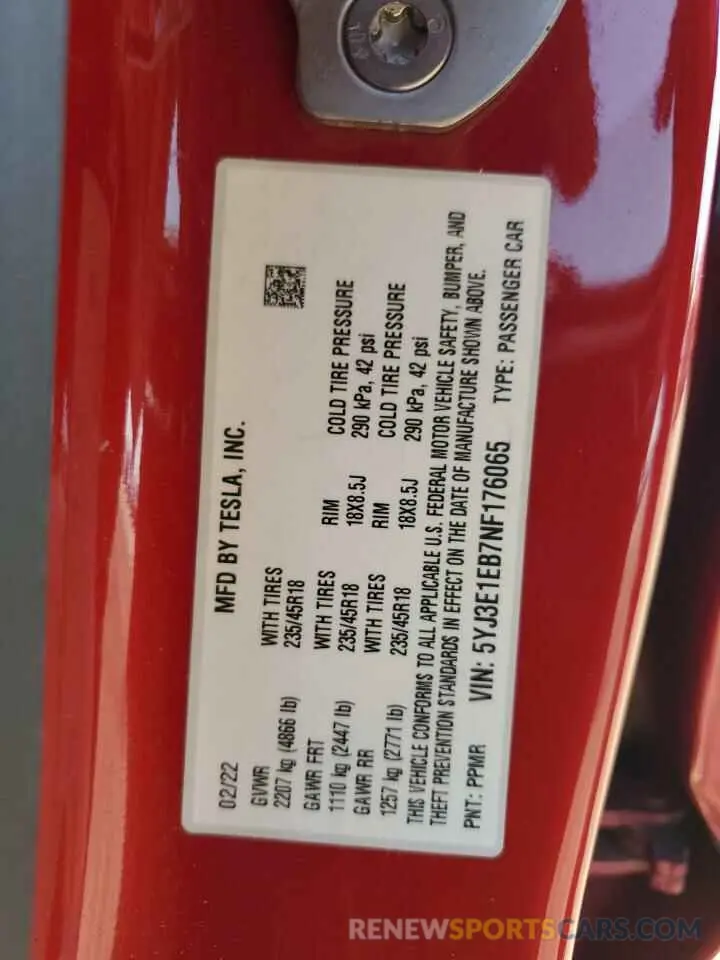 02/22 MFD BY TESLA, INC.
GVWR WITH TIRES
2207 kg (4866 lb) 235/45R18
GAWR FRT WITH TIRES RIM COLD TIRE PRESSURE
1110 kg (2447 lb) 235/45R18 18X8.5J 290 kPa, 42 psi
GAWR RR WITH TIRES RIM COLD TIRE PRESSURE
1257 kg (2771 lb) 235/45R18 18X8.5J 290 kPa, 42 psi
THIS VEHICLE CONFORMS TO ALL APPLICABLE U.S. FEDERAL MOTOR VEHICLE SAFETY, BUMPER, AND
THEFT PREVENTION STANDARDS IN EFFECT ON THE DATE OF MANUFACTURE SHOWN ABOVE.
PNT: PPMR VIN: 5YJ3E1EB7NF176065 TYPE: PASSENGER CAR
RENEWSPORTSCARS.COM